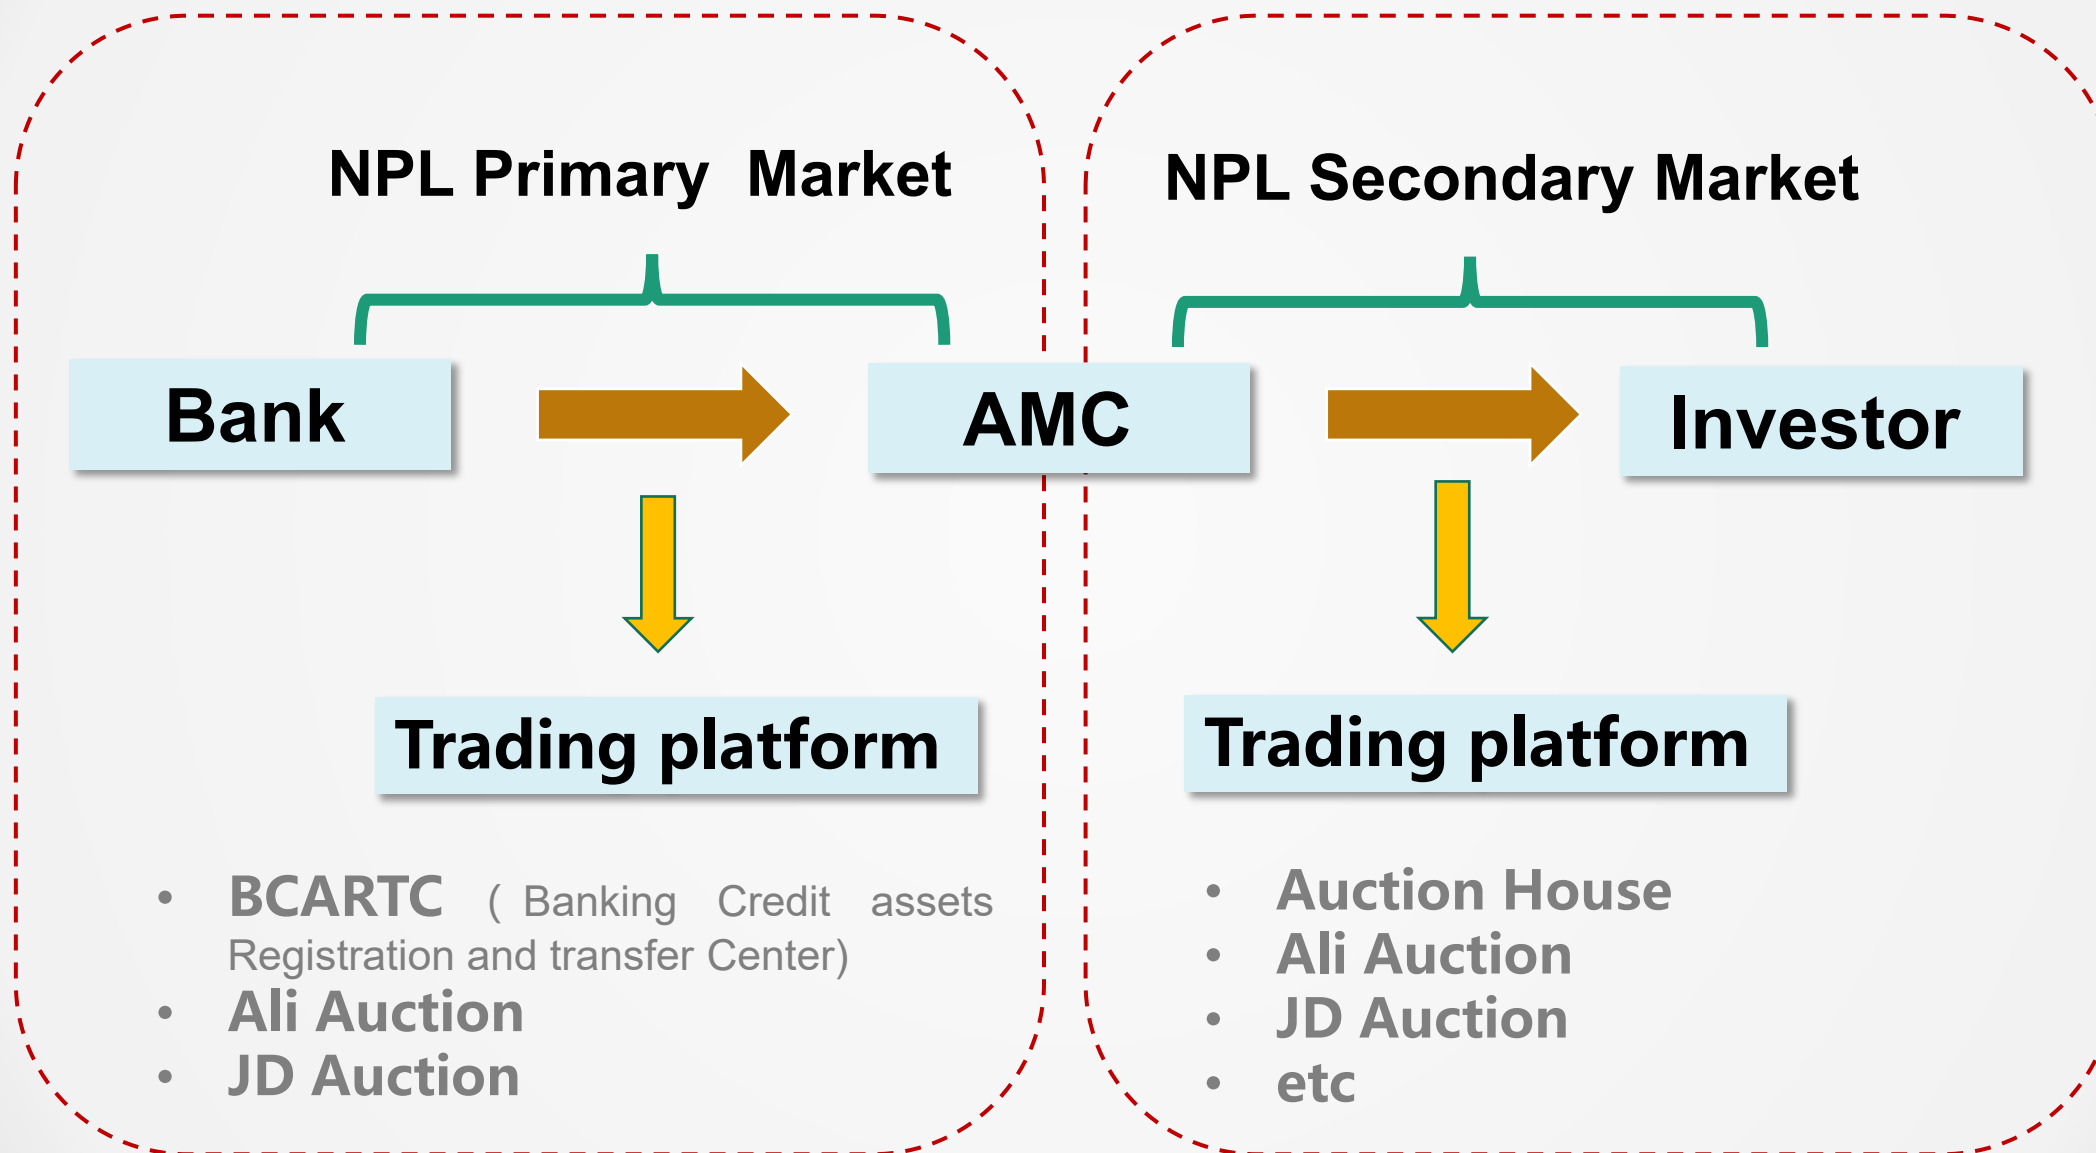 NPL Primary Market
NPL Secondary Market
Bank
AMC
Investor
Trading platform
Trading platform
• BCARTC ( Banking Credit assets
Registration and transfer Center)
• Ali Auction
• JD Auction
• Auction House
• Ali Auction
• JD Auction
• etc